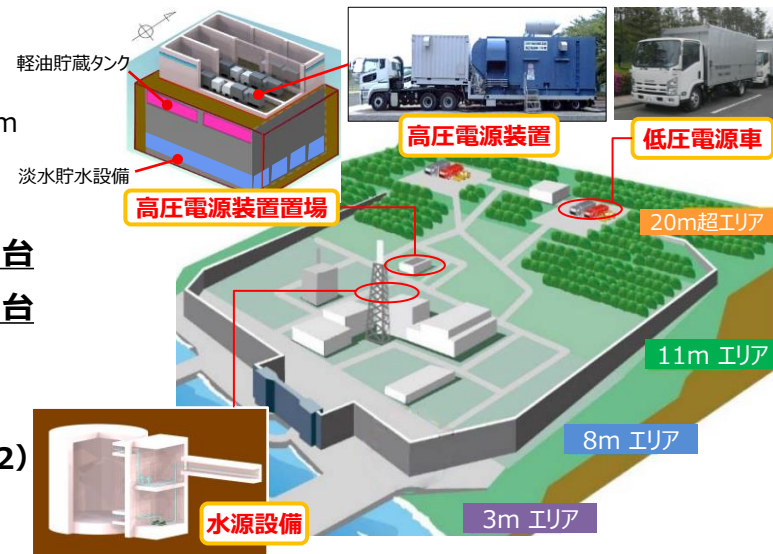 軽油貯蔵タンク
m
淡水貯水設備
高圧電源装置
低圧電源車
高圧電源装置置場
20m超エリア
台
台
11m エリア
8m エリア
2)
水源設備
3m エリア